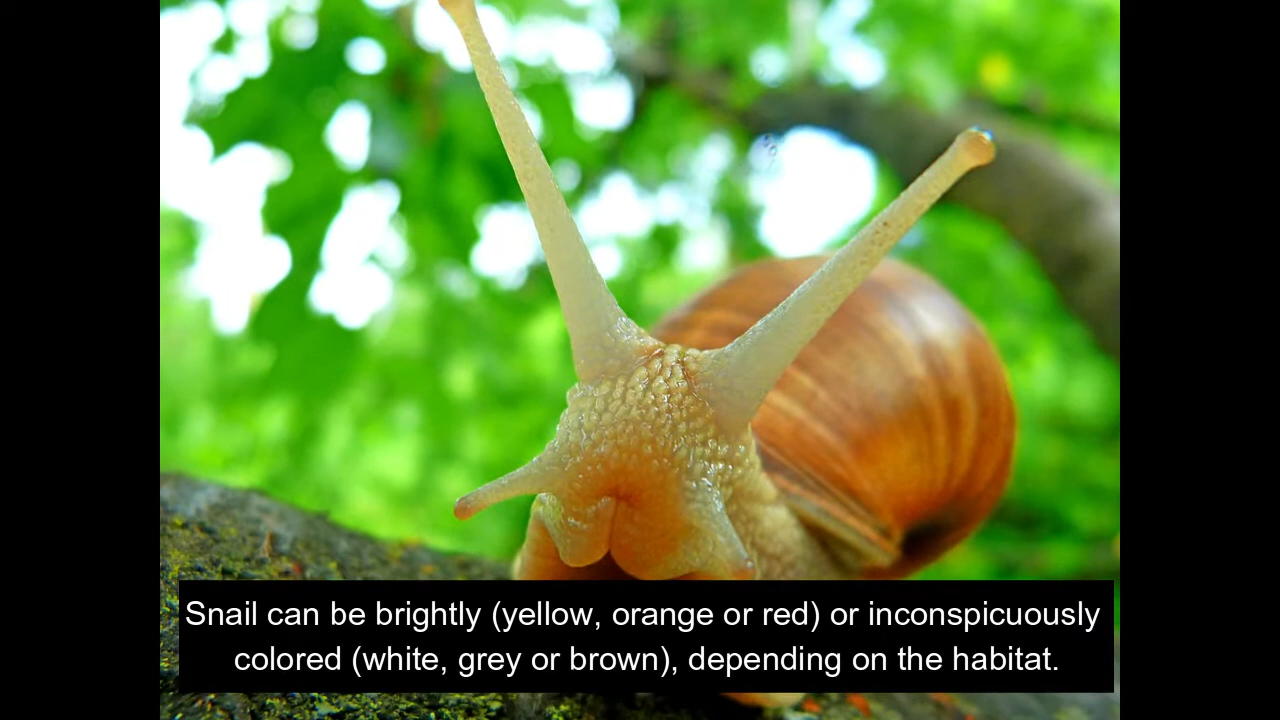 Snail can be brightly (yellow, orange or red) or inconspicuously
colored (white, grey or brown), depending on the habitat.